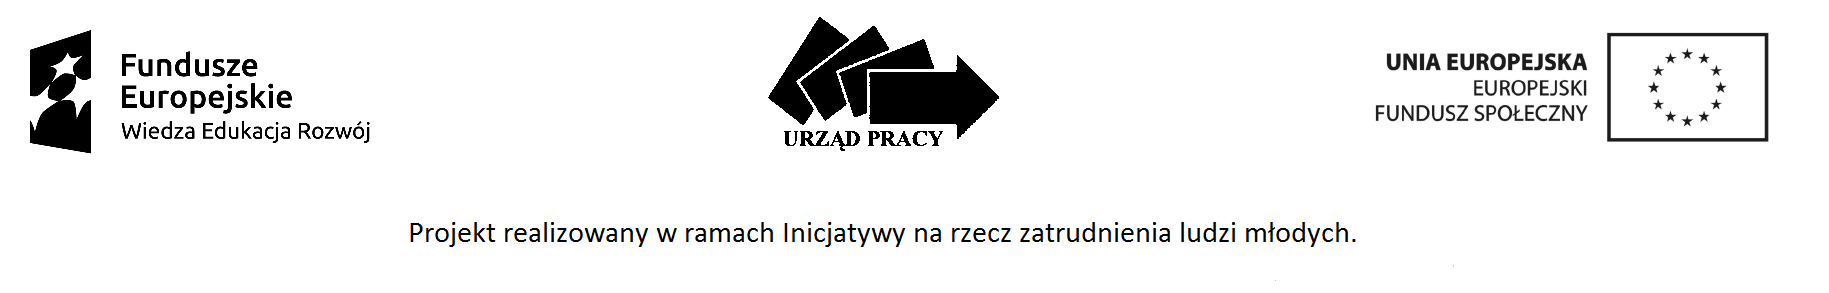 Fundusze
Europejskie
Wiedza Edukacja Rozwój
URZĄD PRACY
UNIA EUROPEJSKA
EUROPEJSKI
FUNDUSZ SPOŁECZNY
Projekt realizowany w ramach Inicjatywy na rzecz zatrudnienia ludzi młodych.